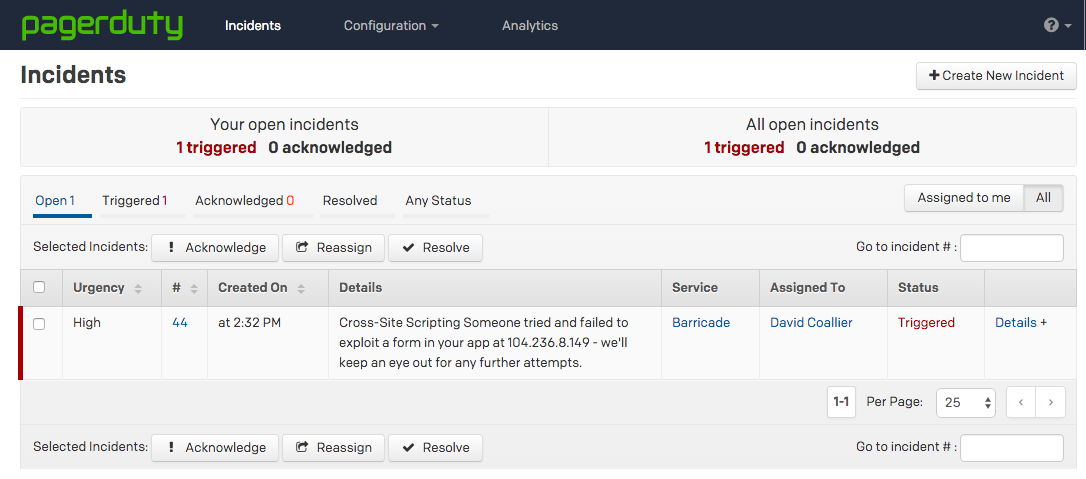 pagerduty Incidents Configuration Analytics ?
Incidents
+ Create New Incident
Your open incidents All open incidents
1 triggered 0 acknowledged 1 triggered 0 acknowledged
Open 1 Triggered 1 Acknowledged 0 Resolved Any Status Assigned to me All
Selected Incidents: ! Acknowledge Reassign Resolve Go to incident # :
Urgency # Created On Details Service Assigned To Status
High 44 at 2:32 PM Cross-Site Scripting Someone tried and failed to Barricade David Coallier Triggered Details +
exploit a form in your app at 104.236.8.149 - we'll
keep an eye out for any further attempts.
1-1 Per Page: 25 ‹ ›
Selected Incidents: ! Acknowledge Reassign Resolve Go to incident # :